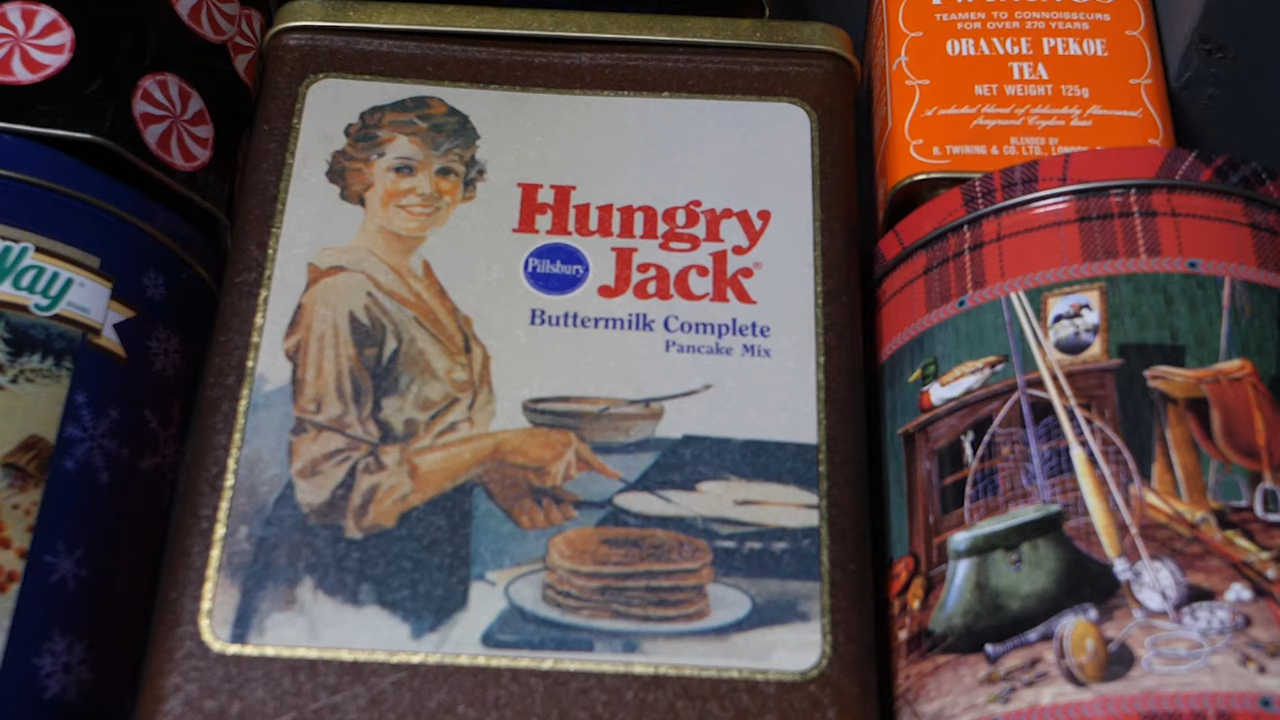 TEAMEN TO CONNOISSEURS
FOR OVER 270 YEARS
ORANGE PEKOE
TEA
NET WEIGHT 125g
A selected blend of delicately flavoured,
fragrant Ceylon teas
BLENDED BY
R. TWINING & CO. LTD.,
Way
Hungry
Pillsbury
Jack®
Buttermilk Complete
Pancake Mix